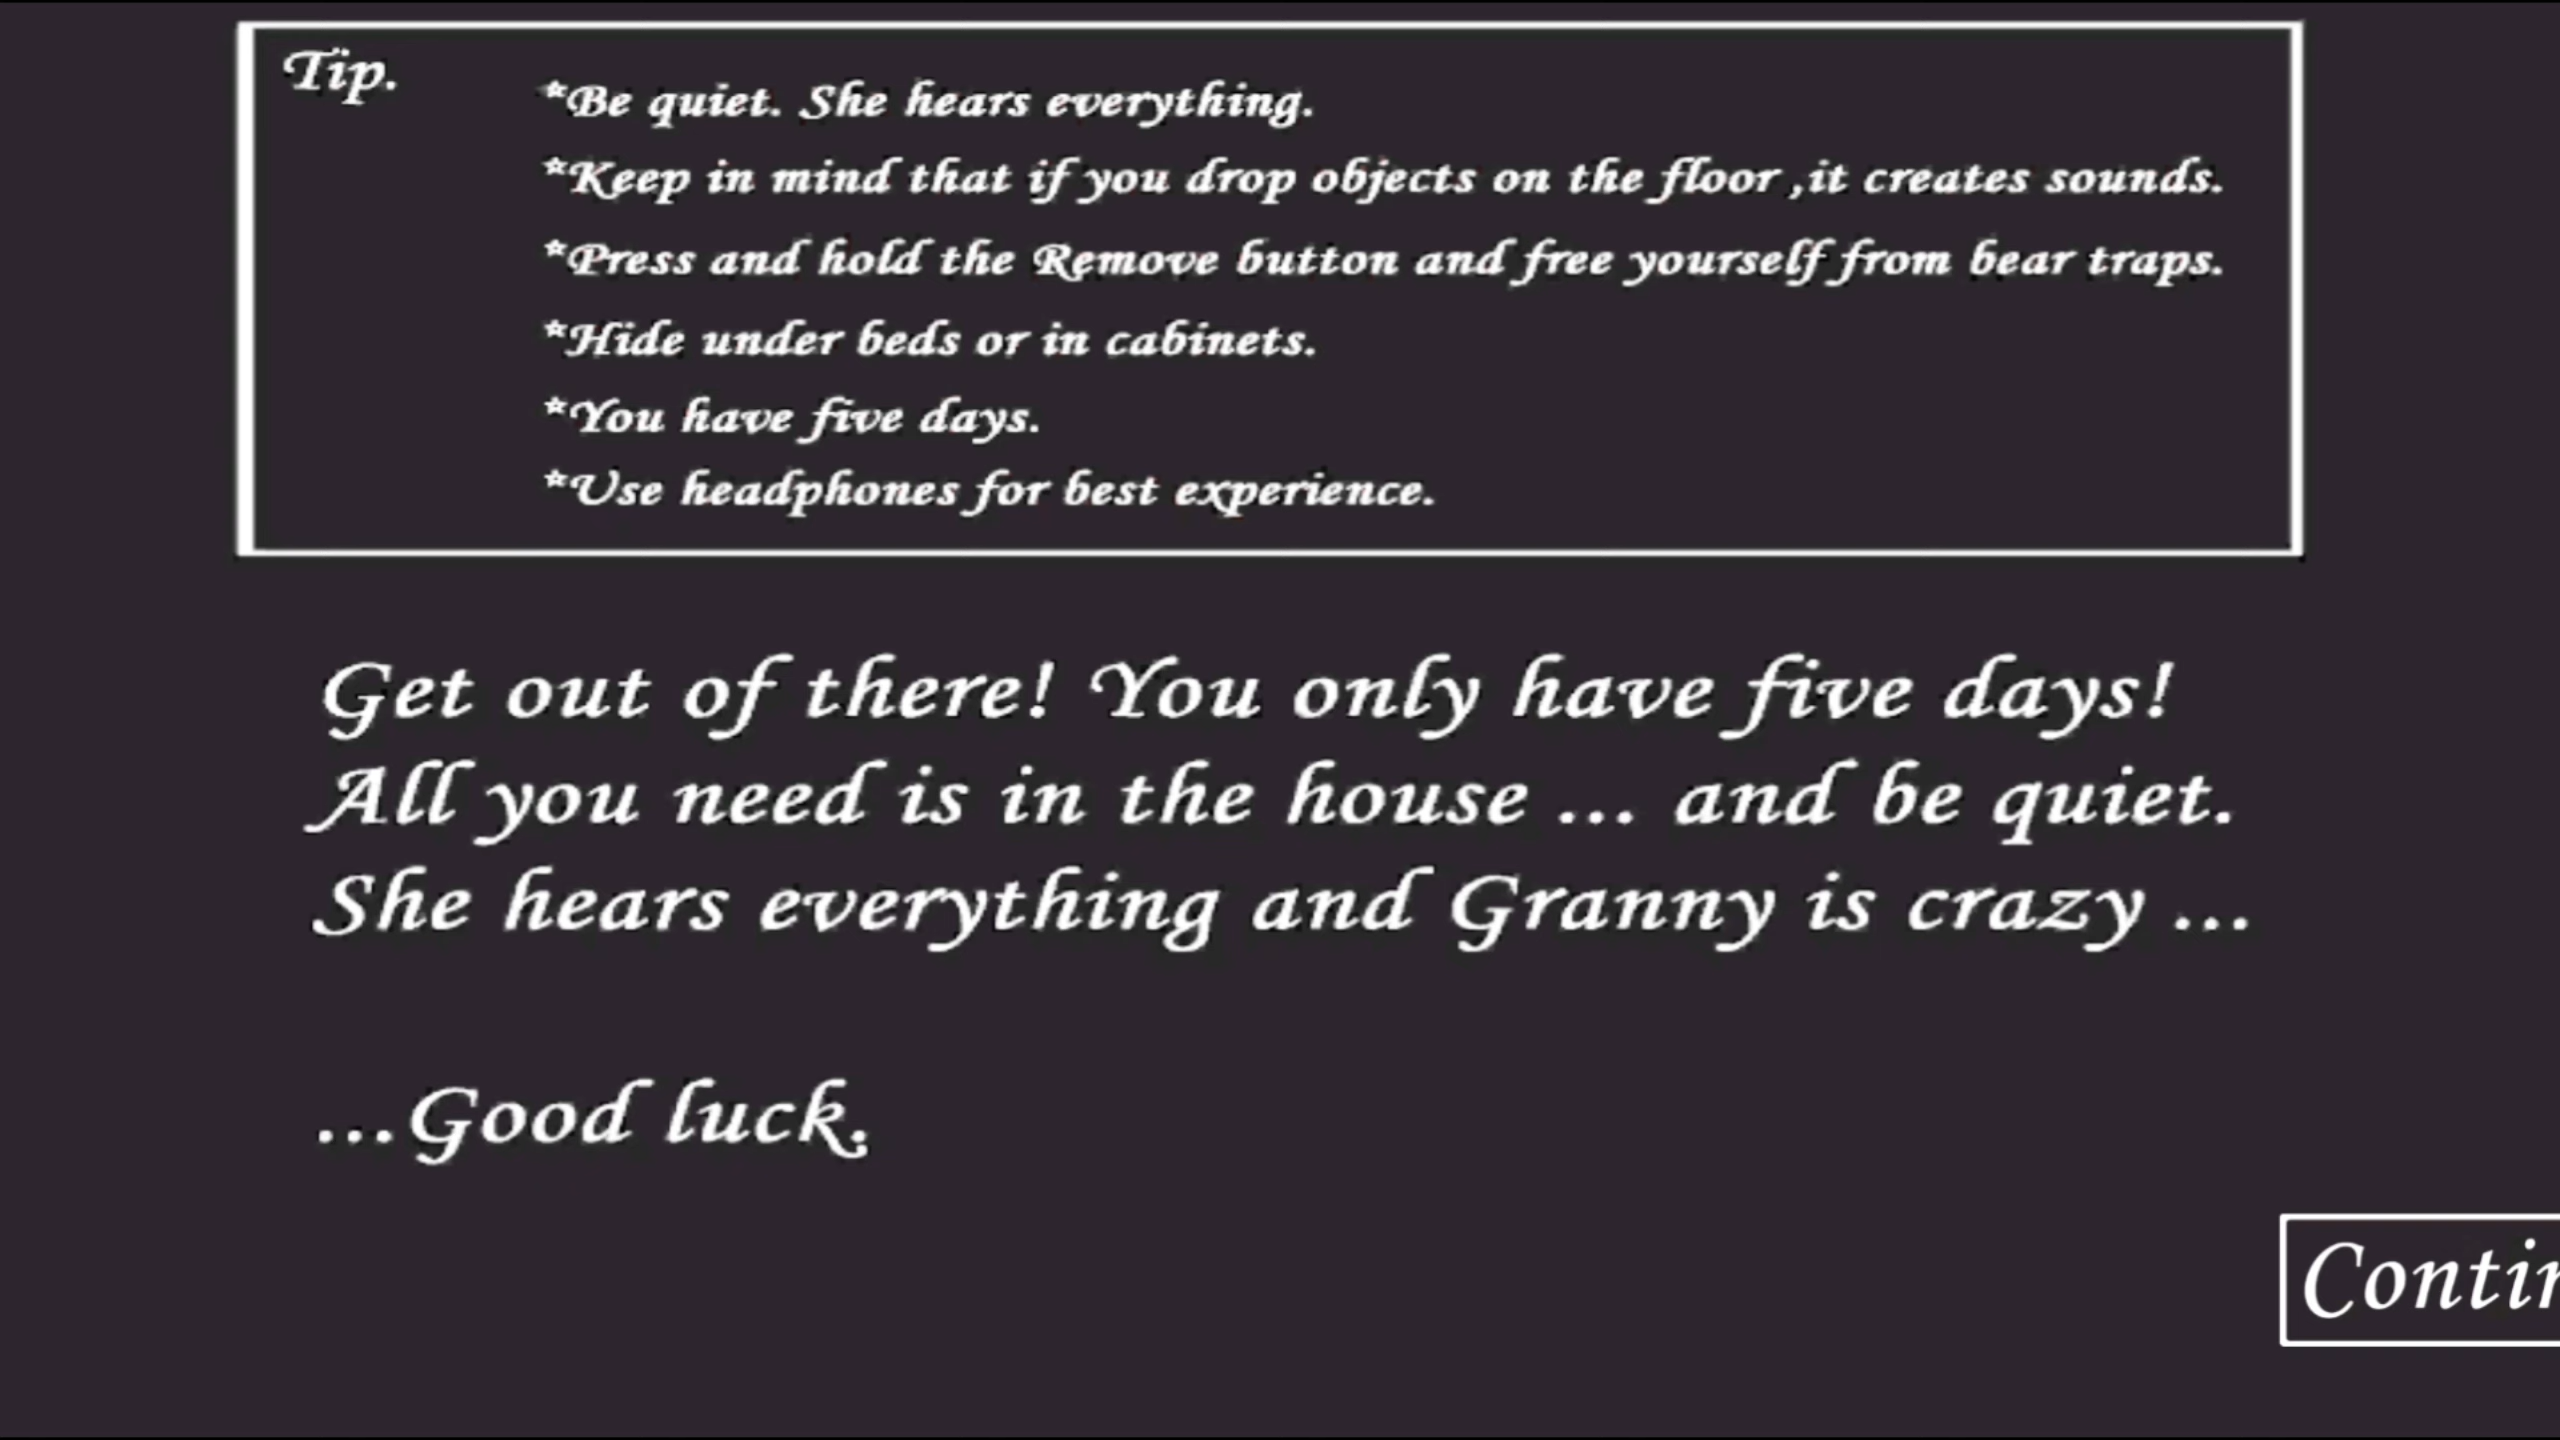 Tip.
*Be quiet. She hears everything.
*Keep in mind that if you drop objects on the floor ,it creates sounds.
*Press and hold the Remove button and free yourself from bear traps.
*Hide under beds or in cabinets.
*You have five days.
*Use headphones for best experience.
Get out of there! You only have five days!
All you need is in the house ... and be quiet.
She hears everything and Granny is crazy ...
...Good luck.
Contin